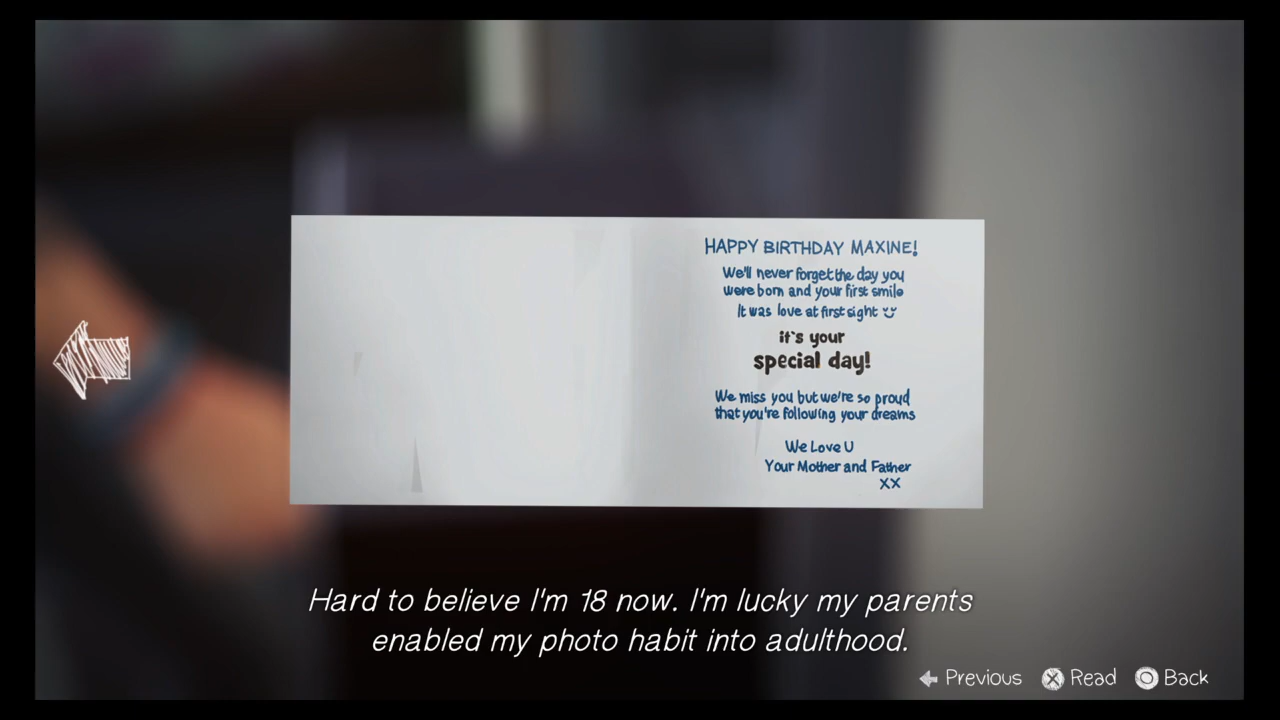 HAPPY BIRTHDAY MAXINE!
We'll never forget the day you
were born and your first smile
It was love at first sight
it's your
special day!
We miss you but we're so proud
that you're following your dreams
We Love U
Your Mother and Father
XX
Hard to believe I'm 18 now. I'm lucky my parents
enabled my photo habit into adulthood.
Previous Read Back